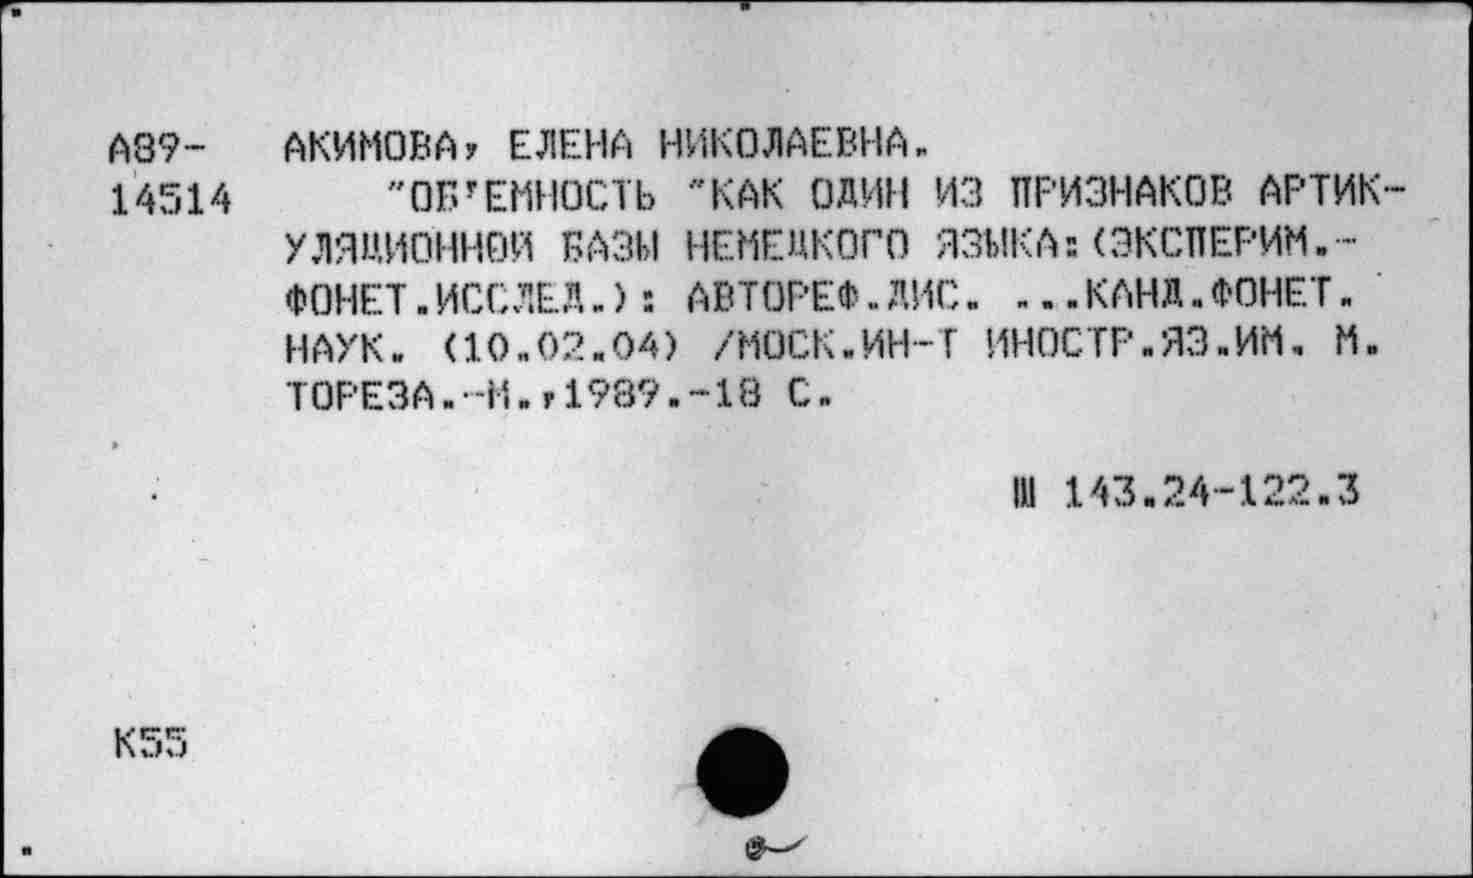 А89-    АКИМОВА, ЕЛЕНА НИКОЛАЕВНА.
14514    "ОБ'ЕМНОСТЬ "КАК ОДИН ИЗ ПРИЗНАКОВ АРТИК-
УЛЯЦИОННОЙ БАЗЫ НЕМЕЦКОГО ЯЗЫКА:(ЭКСПЕРИМ.-
ФОНЕТ.ИССЛЕД.): АВТОРЕФ.ДИС. ...КАНД.ФОНЕТ.
НАУК. (10.02.04) /МОСК.ИН-Т ИНОСТР.ЯЗ.ИМ. М.
ТОРЕЗА.-М.,1989.-18 С.
Ш 143.24-122.3
К55